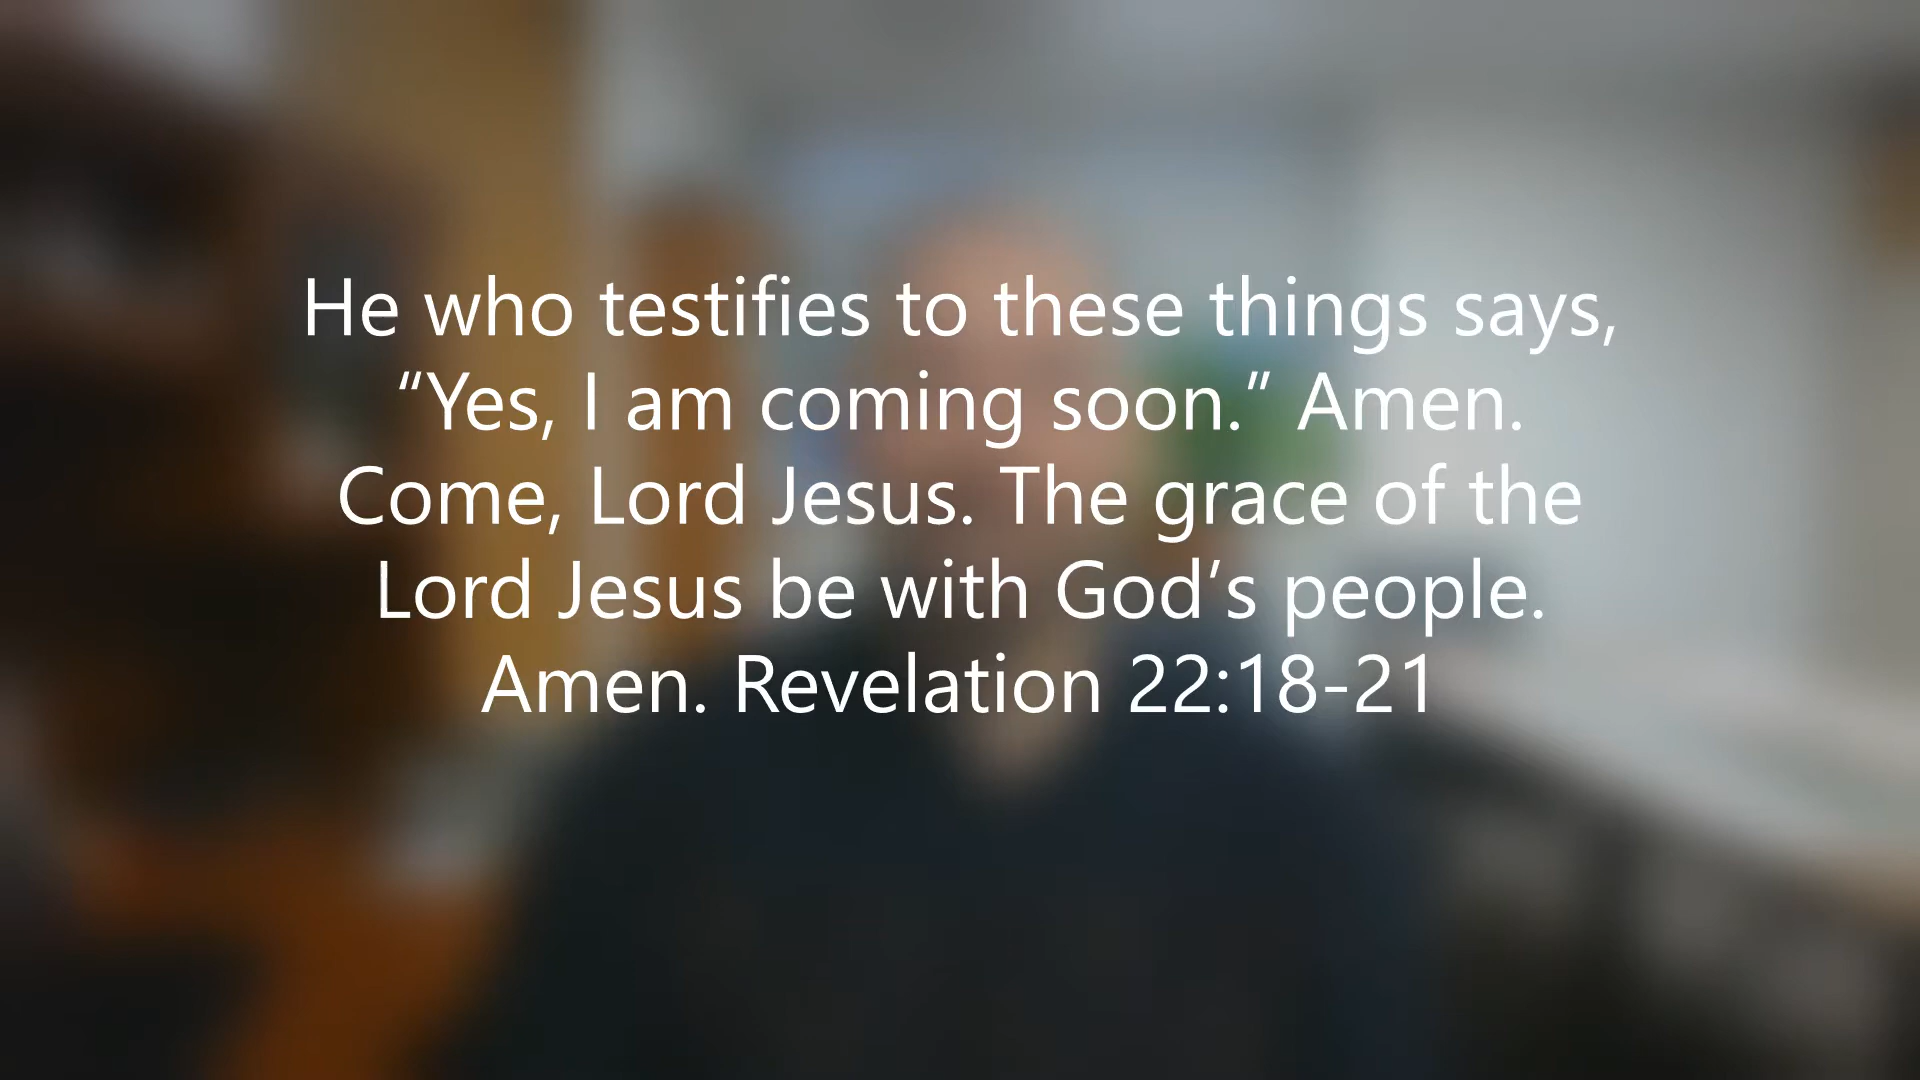 He who testifies to these things says,
“Yes, I am coming soon.” Amen.
Come, Lord Jesus. The grace of the
Lord Jesus be with God’s people.
Amen. Revelation 22:18-21